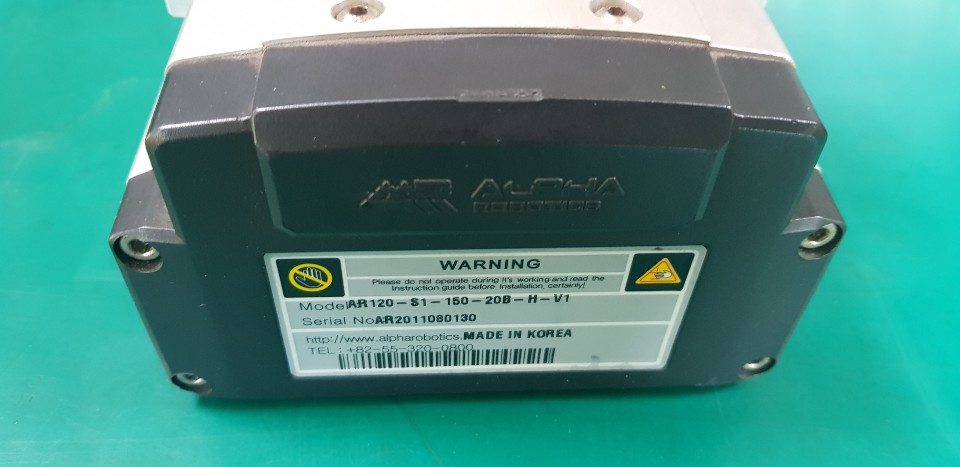 AR ALPHA
ROBOTICS
WARNING
Please do not operate during it's working and read the
Instruction guide before Installation, certainly!
Model AR120-S1-150-20B-H-V1
Serial No AR2011080130
http://www.alpharobotics. MADE IN KOREA
TEL : +82-55-320-0800